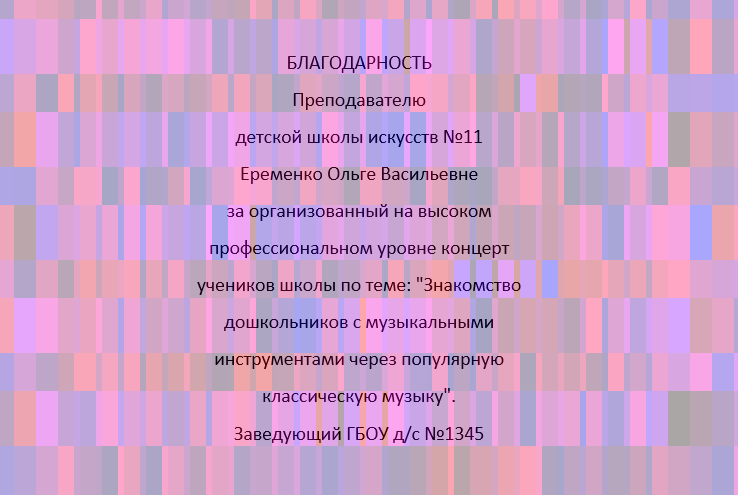 БЛАГОДАРНОСТЬ
Преподавателю
детской школы искусств №11
Еременко Ольге Васильевне
за организованный на высоком
профессиональном уровне концерт
учеников школы по теме: "Знакомство
дошкольников с музыкальными
инструментами через популярную
классическую музыку".
Заведующий ГБОУ д/с №1345